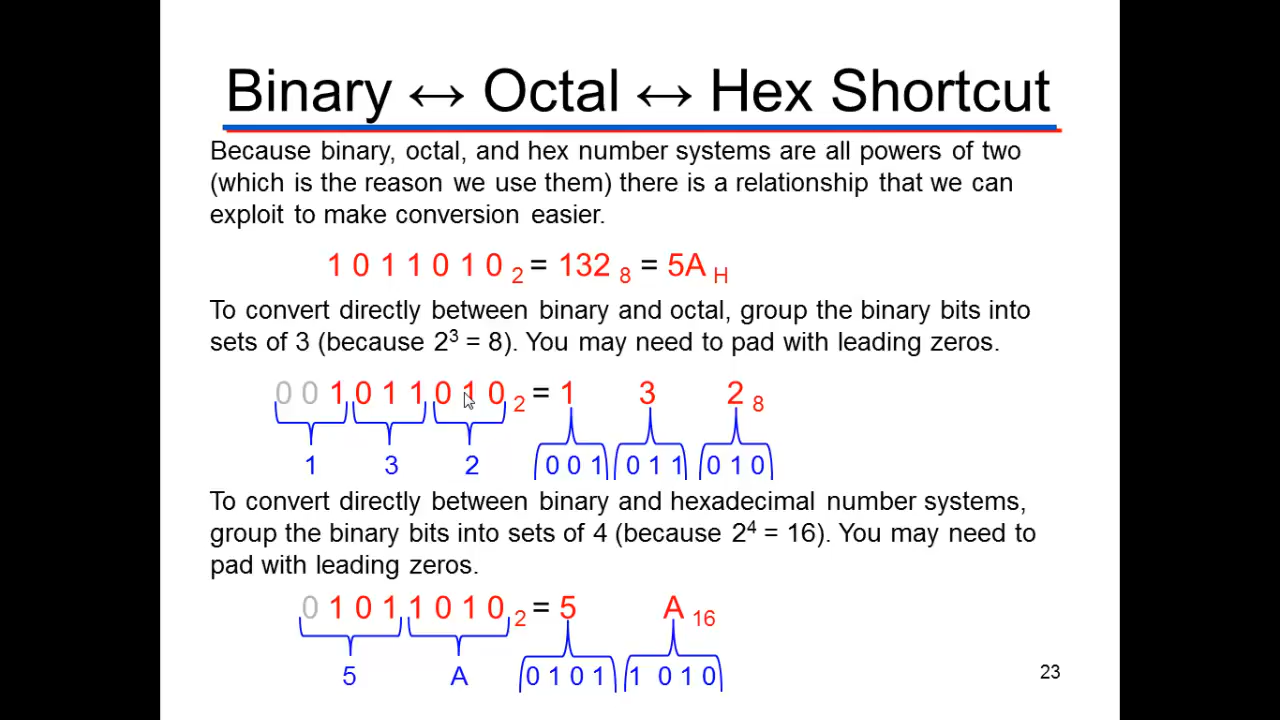 Binary ↔ Octal ↔ Hex Shortcut
Because binary, octal, and hex number systems are all powers of two
(which is the reason we use them) there is a relationship that we can
exploit to make conversion easier.
1 0 1 1 0 1 0 ₂ = 132 ₈ = 5A H
To convert directly between binary and octal, group the binary bits into
sets of 3 (because 2³ = 8). You may need to pad with leading zeros.
0 0 1 0 1 1 0 1 0 ₂ = 1 3 2 ₈
1 3 2 0 0 1 0 1 1 0 1 0
To convert directly between binary and hexadecimal number systems,
group the binary bits into sets of 4 (because 2⁴ = 16). You may need to
pad with leading zeros.
0 1 0 1 1 0 1 0 ₂ = 5 A ₁₆
5 A 0 1 0 1 1 0 1 0
23